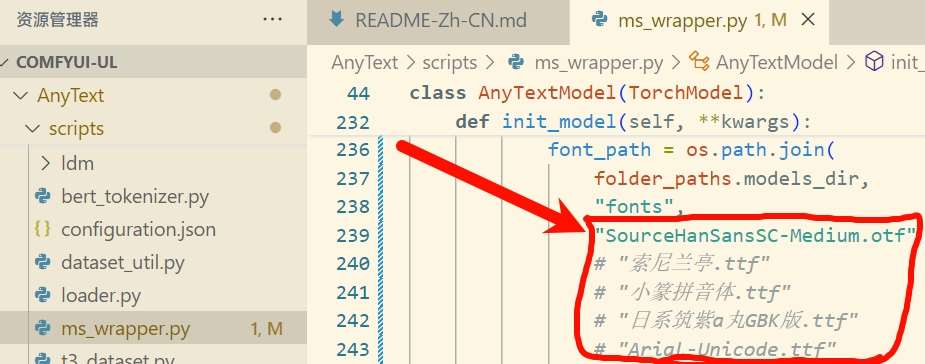 资源管理器
COMFYUI-UL
AnyText
scripts
ldm
bert_tokenizer.py
configuration.json
dataset_util.py
loader.py
ms_wrapper.py 1, M
t3_dataset.py
README-Zh-CN.md
ms_wrapper.py 1, M
AnyText > scripts > ms_wrapper.py > AnyTextModel > init_
44 class AnyTextModel(TorchModel):
232 def init_model(self, **kwargs):
236 font_path = os.path.join(
237 folder_paths.models_dir,
238 "fonts",
239 "SourceHanSansSC-Medium.otf"
240 # "索尼兰亭.ttf"
241 # "小篆拼音体.ttf"
242 # "日系筑紫a丸GBK版.ttf"
243 # "Arial-Unicode.ttf"